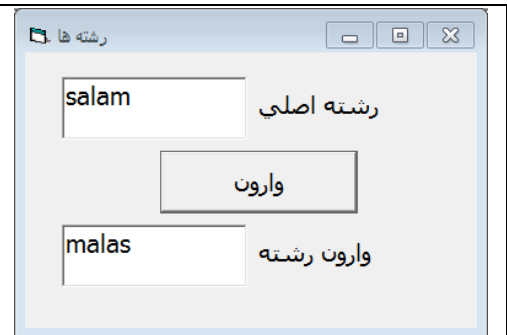 رشته ها
salam رشته اصلي
وارون
malas وارون رشته